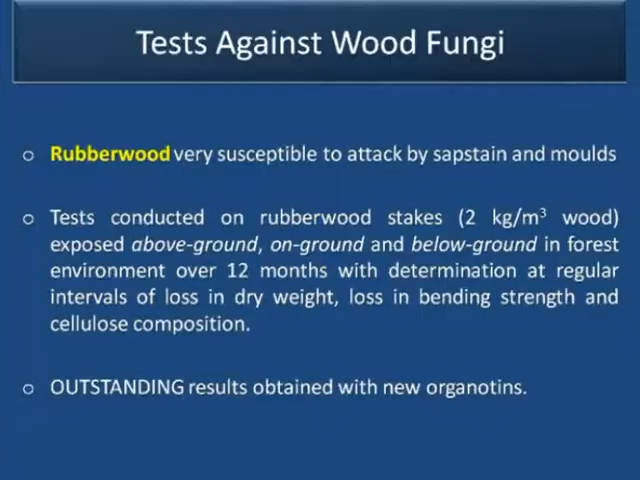 Tests Against Wood Fungi
o Rubberwood very susceptible to attack by sapstain and moulds
o Tests conducted on rubberwood stakes (2 kg/m³ wood)
exposed above-ground, on-ground and below-ground in forest
environment over 12 months with determination at regular
intervals of loss in dry weight, loss in bending strength and
cellulose composition.
o OUTSTANDING results obtained with new organotins.